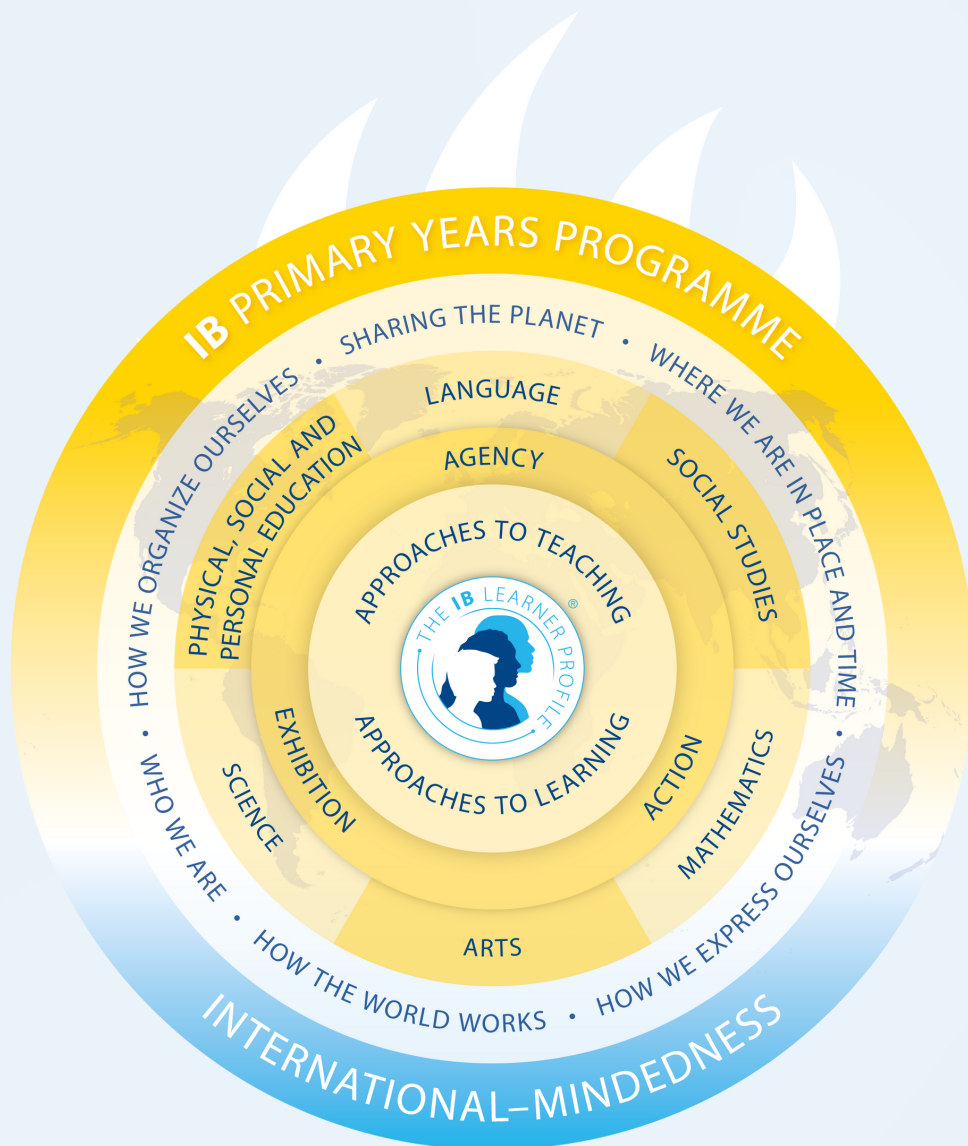 IB PRIMARY YEARS PROGRAMME
SHARING THE PLANET
•
WHERE WE ARE IN PLACE AND TIME
•
HOW WE EXPRESS OURSELVES
•
HOW THE WORLD WORKS
•
WHO WE ARE
•
HOW WE ORGANIZE OURSELVES
•
LANGUAGE
SOCIAL STUDIES
MATHEMATICS
ARTS
SCIENCE
PHYSICAL, SOCIAL AND
PERSONAL EDUCATION
AGENCY
ACTION
EXHIBITION
APPROACHES TO TEACHING
• THE IB LEARNER PROFILE •
®
APPROACHES TO LEARNING
INTERNATIONAL–MINDEDNESS